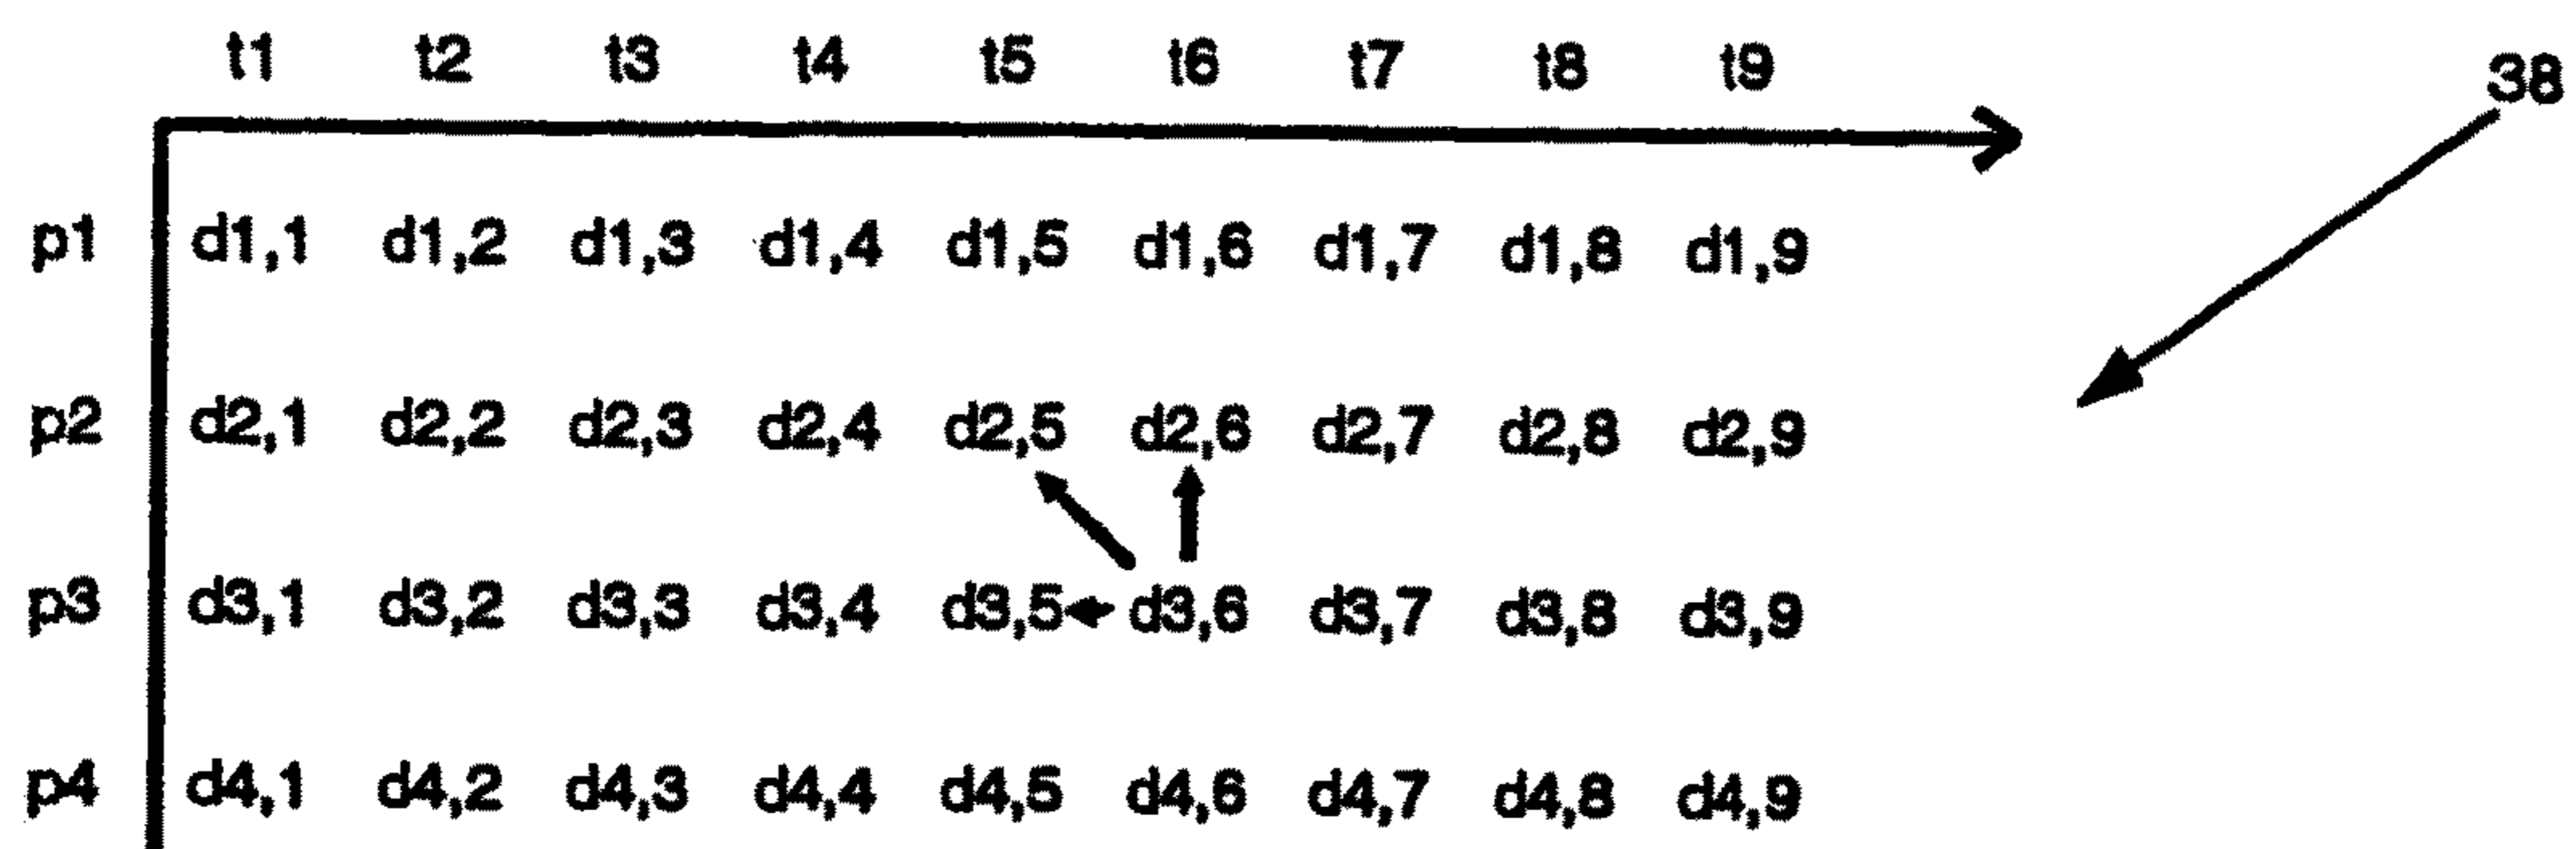 t1 t2 t3 t4 t5 t6 t7 t8 t9 38
p1 d1,1 d1,2 d1,3 d1,4 d1,5 d1,6 d1,7 d1,8 d1,9
p2 d2,1 d2,2 d2,3 d2,4 d2,5 d2,6 d2,7 d2,8 d2,9
p3 d3,1 d3,2 d3,3 d3,4 d3,5 d3,6 d3,7 d3,8 d3,9
p4 d4,1 d4,2 d4,3 d4,4 d4,5 d4,6 d4,7 d4,8 d4,9